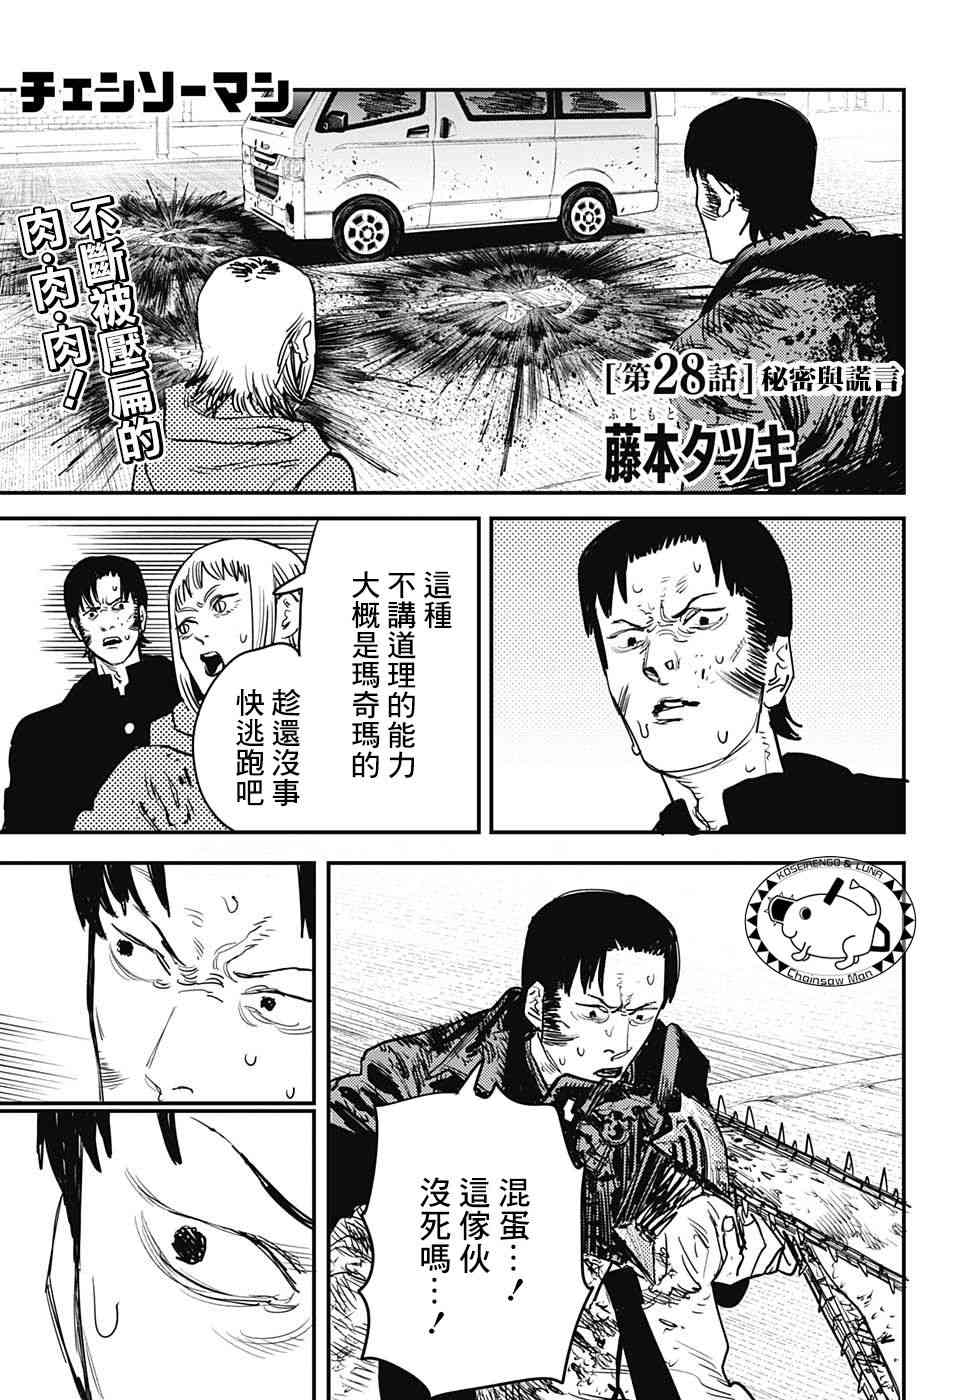 チェンソーマン
不斷被壓扁的
肉・肉・肉!
[第28話]秘密與謊言
ふじもと
藤本タツキ
這種
不講道理的能力
大概是瑪奇瑪的
趁還沒事
快逃跑吧
KOSEIRENGO & LUNA
Chainsaw Man
混蛋…!
這傢伙
沒死嗎…!